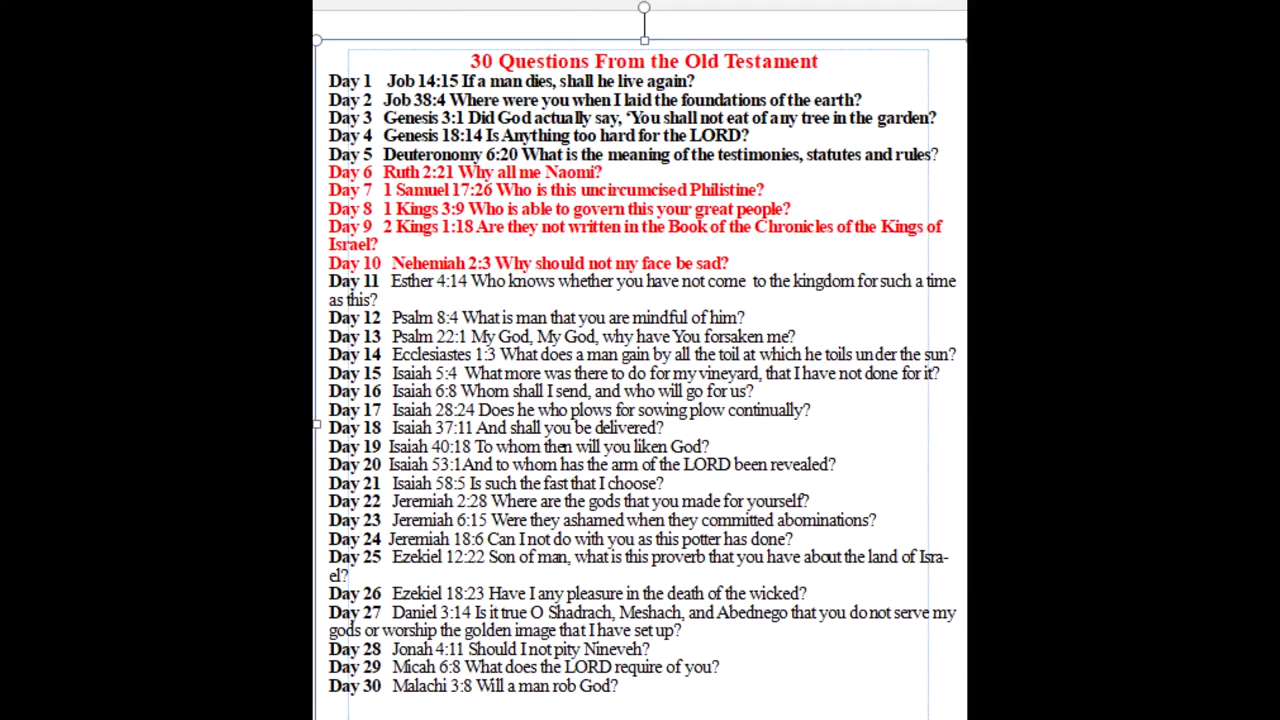 30 Questions From the Old Testament
Day 1 Job 14:15 If a man dies, shall he live again?
Day 2 Job 38:4 Where were you when I laid the foundations of the earth?
Day 3 Genesis 3:1 Did God actually say, ‘You shall not eat of any tree in the garden?
Day 4 Genesis 18:14 Is Anything too hard for the LORD?
Day 5 Deuteronomy 6:20 What is the meaning of the testimonies, statutes and rules?
Day 6 Ruth 2:21 Why all me Naomi?
Day 7 1 Samuel 17:26 Who is this uncircumcised Philistine?
Day 8 1 Kings 3:9 Who is able to govern this your great people?
Day 9 2 Kings 1:18 Are they not written in the Book of the Chronicles of the Kings of
Israel?
Day 10 Nehemiah 2:3 Why should not my face be sad?
Day 11 Esther 4:14 Who knows whether you have not come to the kingdom for such a time
as this?
Day 12 Psalm 8:4 What is man that you are mindful of him?
Day 13 Psalm 22:1 My God, My God, why have You forsaken me?
Day 14 Ecclesiastes 1:3 What does a man gain by all the toil at which he toils under the sun?
Day 15 Isaiah 5:4 What more was there to do for my vineyard, that I have not done for it?
Day 16 Isaiah 6:8 Whom shall I send, and who will go for us?
Day 17 Isaiah 28:24 Does he who plows for sowing plow continually?
Day 18 Isaiah 37:11 And shall you be delivered?
Day 19 Isaiah 40:18 To whom then will you liken God?
Day 20 Isaiah 53:1And to whom has the arm of the LORD been revealed?
Day 21 Isaiah 58:5 Is such the fast that I choose?
Day 22 Jeremiah 2:28 Where are the gods that you made for yourself?
Day 23 Jeremiah 6:15 Were they ashamed when they committed abominations?
Day 24 Jeremiah 18:6 Can I not do with you as this potter has done?
Day 25 Ezekiel 12:22 Son of man, what is this proverb that you have about the land of Isra-
el?
Day 26 Ezekiel 18:23 Have I any pleasure in the death of the wicked?
Day 27 Daniel 3:14 Is it true O Shadrach, Meshach, and Abednego that you do not serve my
gods or worship the golden image that I have set up?
Day 28 Jonah 4:11 Should I not pity Nineveh?
Day 29 Micah 6:8 What does the LORD require of you?
Day 30 Malachi 3:8 Will a man rob God?